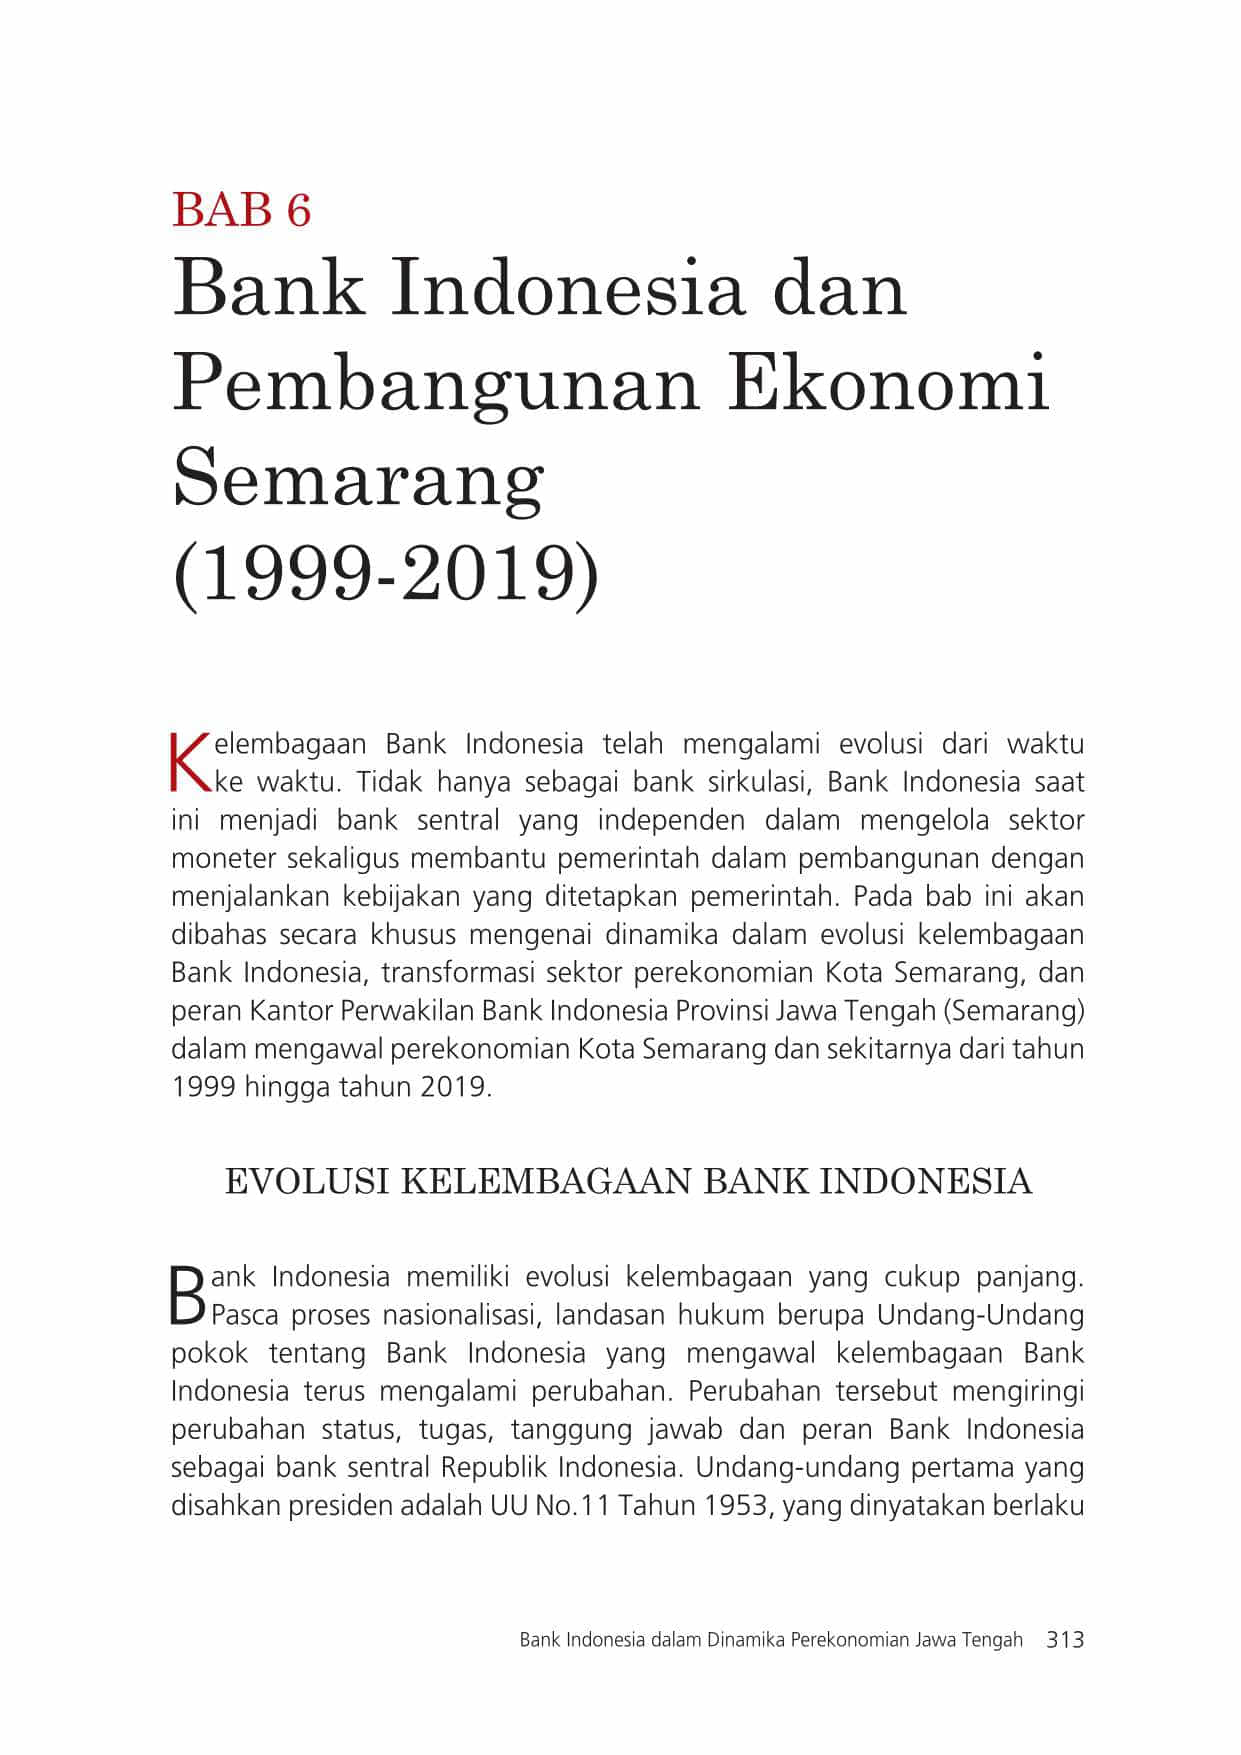 BAB 6
Bank Indonesia dan
Pembangunan Ekonomi
Semarang
(1999-2019)
Kelembagaan Bank Indonesia telah mengalami evolusi dari waktu
ke waktu. Tidak hanya sebagai bank sirkulasi, Bank Indonesia saat
ini menjadi bank sentral yang independen dalam mengelola sektor
moneter sekaligus membantu pemerintah dalam pembangunan dengan
menjalankan kebijakan yang ditetapkan pemerintah. Pada bab ini akan
dibahas secara khusus mengenai dinamika dalam evolusi kelembagaan
Bank Indonesia, transformasi sektor perekonomian Kota Semarang, dan
peran Kantor Perwakilan Bank Indonesia Provinsi Jawa Tengah (Semarang)
dalam mengawal perekonomian Kota Semarang dan sekitarnya dari tahun
1999 hingga tahun 2019.
EVOLUSI KELEMBAGAAN BANK INDONESIA
Bank Indonesia memiliki evolusi kelembagaan yang cukup panjang.
Pasca proses nasionalisasi, landasan hukum berupa Undang-Undang
pokok tentang Bank Indonesia yang mengawal kelembagaan Bank
Indonesia terus mengalami perubahan. Perubahan tersebut mengiringi
perubahan status, tugas, tanggung jawab dan peran Bank Indonesia
sebagai bank sentral Republik Indonesia. Undang-undang pertama yang
disahkan presiden adalah UU No.11 Tahun 1953, yang dinyatakan berlaku
Bank Indonesia dalam Dinamika Perekonomian Jawa Tengah 313